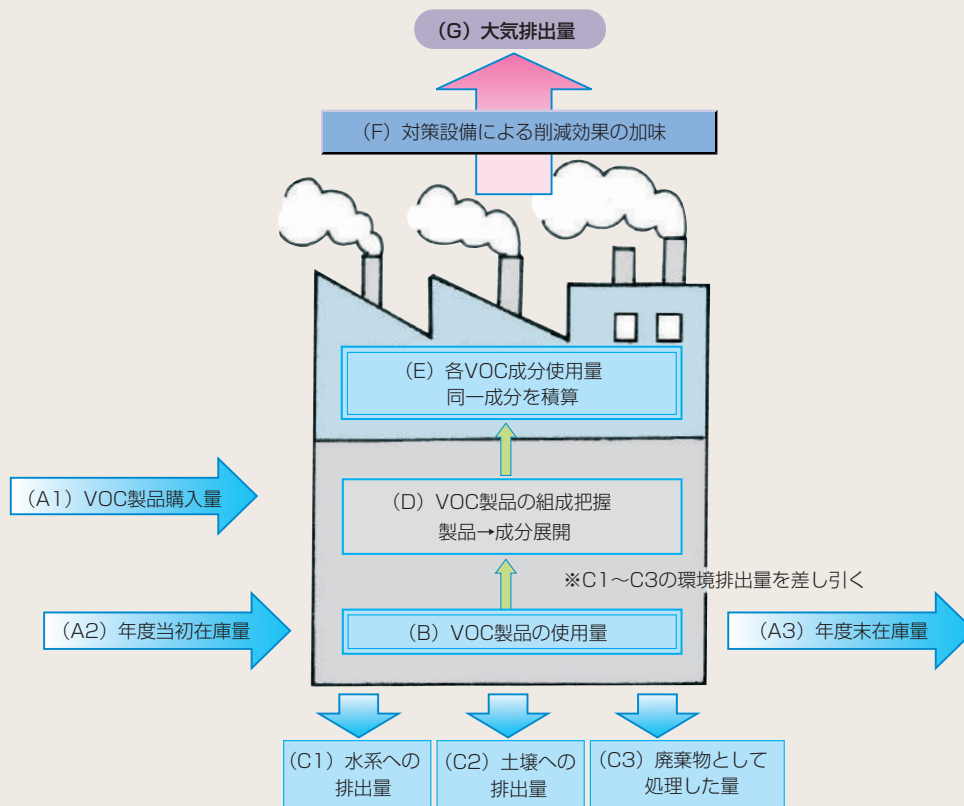 （G）大気排出量
（F）対策設備による削減効果の加味
（E）各VOC成分使用量
同一成分を積算
（A1）VOC製品購入量
（D）VOC製品の組成把握
製品→成分展開
※C1～C3の環境排出量を差し引く
（A2）年度当初在庫量
（B）VOC製品の使用量
（A3）年度末在庫量
（C1）水系への
排出量
（C2）土壌への
排出量
（C3）廃棄物として
処理した量